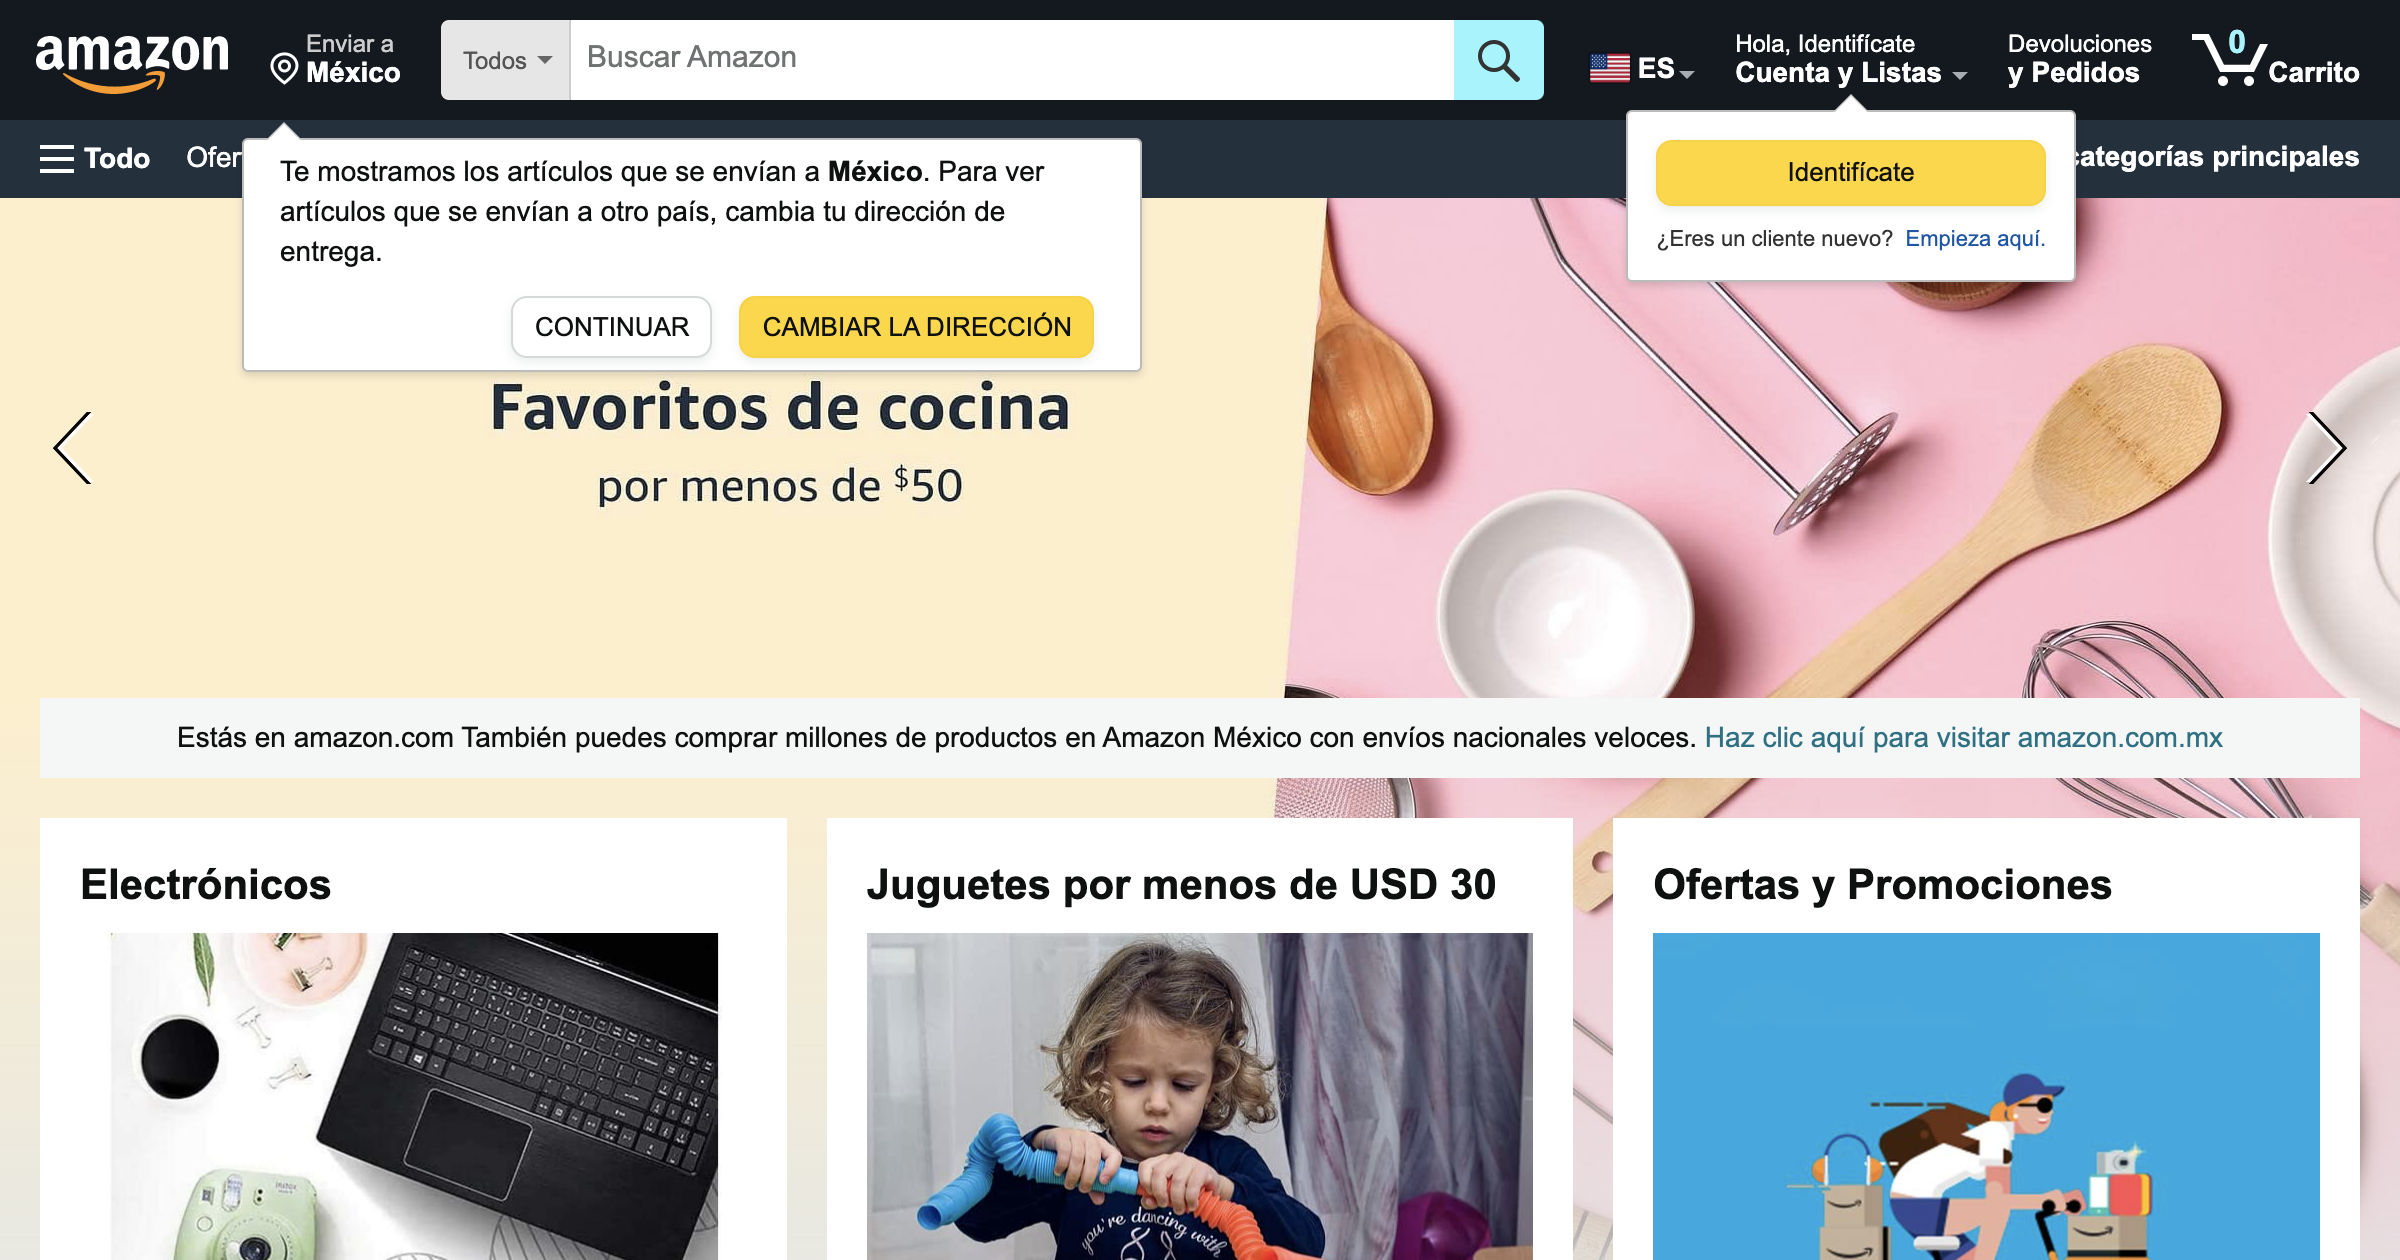 amazon
Enviar a
México
Todos
Buscar Amazon
ES
Hola, Identifícate
Cuenta y Listas
Devoluciones
y Pedidos
0
Carrito
Todo
Ofer
categorías principales
Te mostramos los artículos que se envían a México. Para ver
artículos que se envían a otro país, cambia tu dirección de
entrega.
CONTINUAR
CAMBIAR LA DIRECCIÓN
Identifícate
¿Eres un cliente nuevo? Empieza aquí.
Favoritos de cocina
por menos de $50
Estás en amazon.com También puedes comprar millones de productos en Amazon México con envíos nacionales veloces. Haz clic aquí para visitar amazon.com.mx
Electrónicos
Juguetes por menos de USD 30
Ofertas y Promociones
instax
you're dancing with